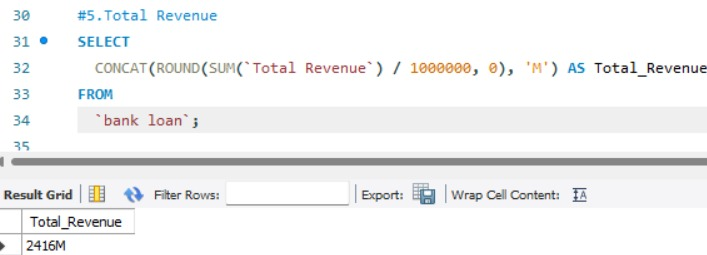 30 #5.Total Revenue
31 SELECT
32 CONCAT(ROUND(SUM(`Total Revenue`) / 1000000, 0), 'M') AS Total_Revenue
33 FROM
34 `bank loan`;
35
Result Grid Filter Rows: Export: Wrap Cell Content: IA
Total_Revenue
2416M